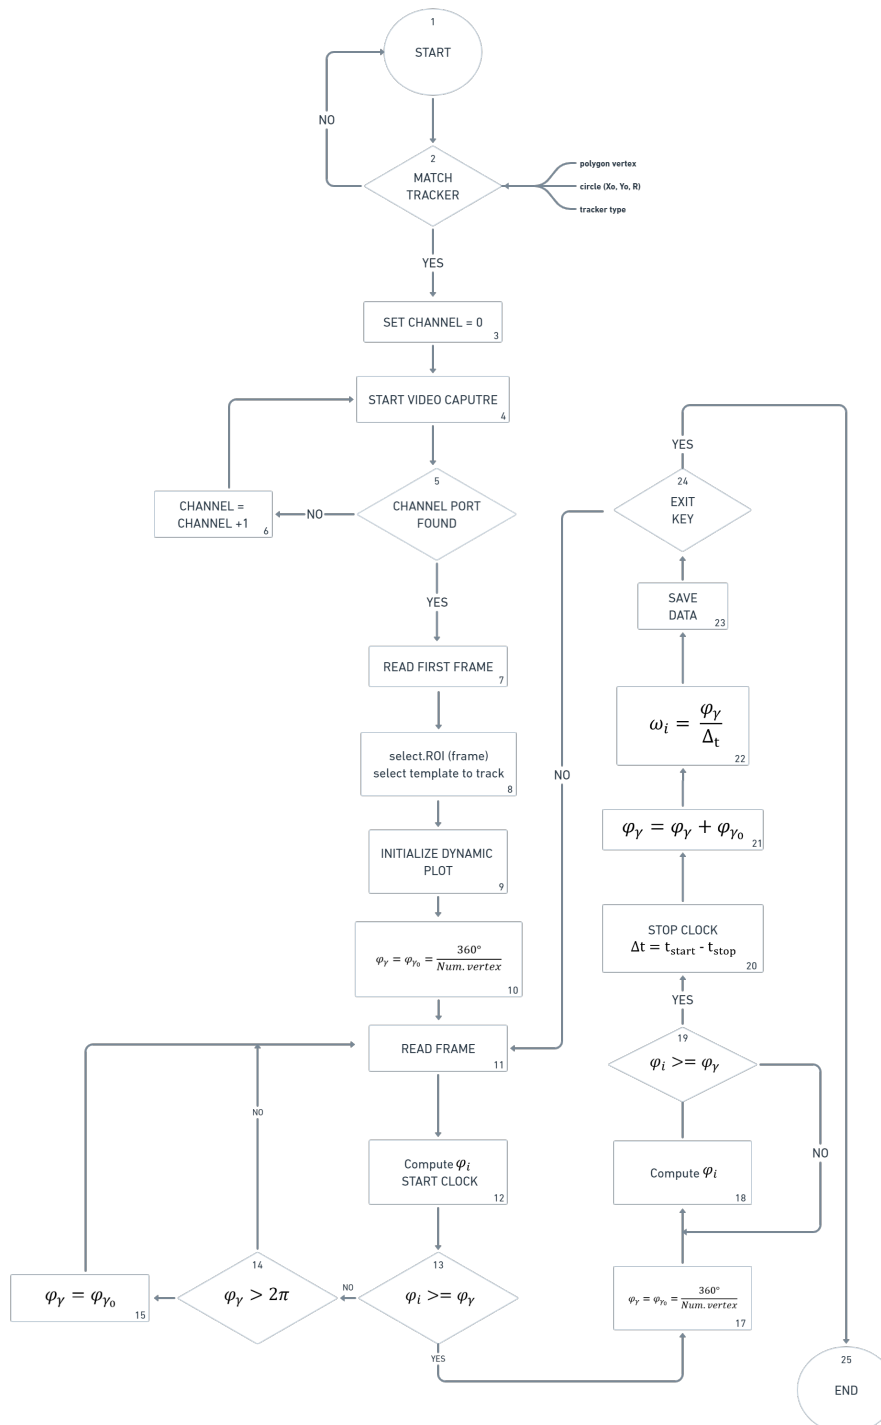 1
START
NO
2
MATCH
TRACKER
polygon vertex
circle (Xo, Yo, R)
tracker type
YES
SET CHANNEL = 0
3
START VIDEO CAPUTRE
4
5
CHANNEL PORT
FOUND
NO
CHANNEL =
CHANNEL +1
6
YES
READ FIRST FRAME
7
select.ROI (frame)
select template to track
8
INITIALIZE DYNAMIC
PLOT
9
φγ = φγ₀ = 360° / Num. vertex
10
READ FRAME
11
Compute φi
START CLOCK
12
13
φi >= φγ
NO
14
φγ > 2π
NO
φγ = φγ₀
15
YES
φγ = φγ₀ = 360° / Num. vertex
17
Compute φi
18
19
φi >= φγ
NO
YES
STOP CLOCK
Δt = tstart - tstop
20
φγ = φγ + φγ₀
21
ωi = φγ / Δt
22
SAVE
DATA
23
24
EXIT
KEY
NO
YES
25
END